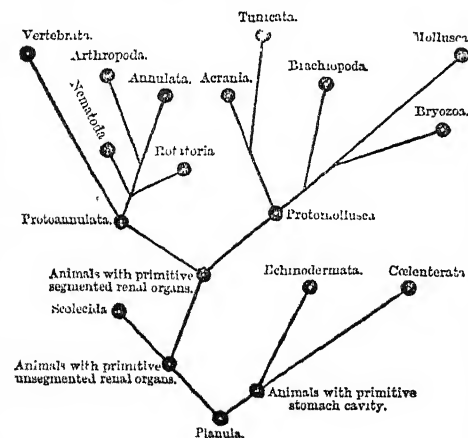 Tunicata.
Vertebrata.
Mollusca.
Arthropoda.
Brachiopoda.
Annulata.
Acrania.
Nematoda
Bryozoa.
Rotitoria
Protoannulata.
Protomollusca
Animals with primitive
segmented renal organs.
Echinodermata.
Cœlenterata.
Scolecida
Animals with primitive
unsegmented renal organs.
Animals with primitive
stomach cavity.
Planula.